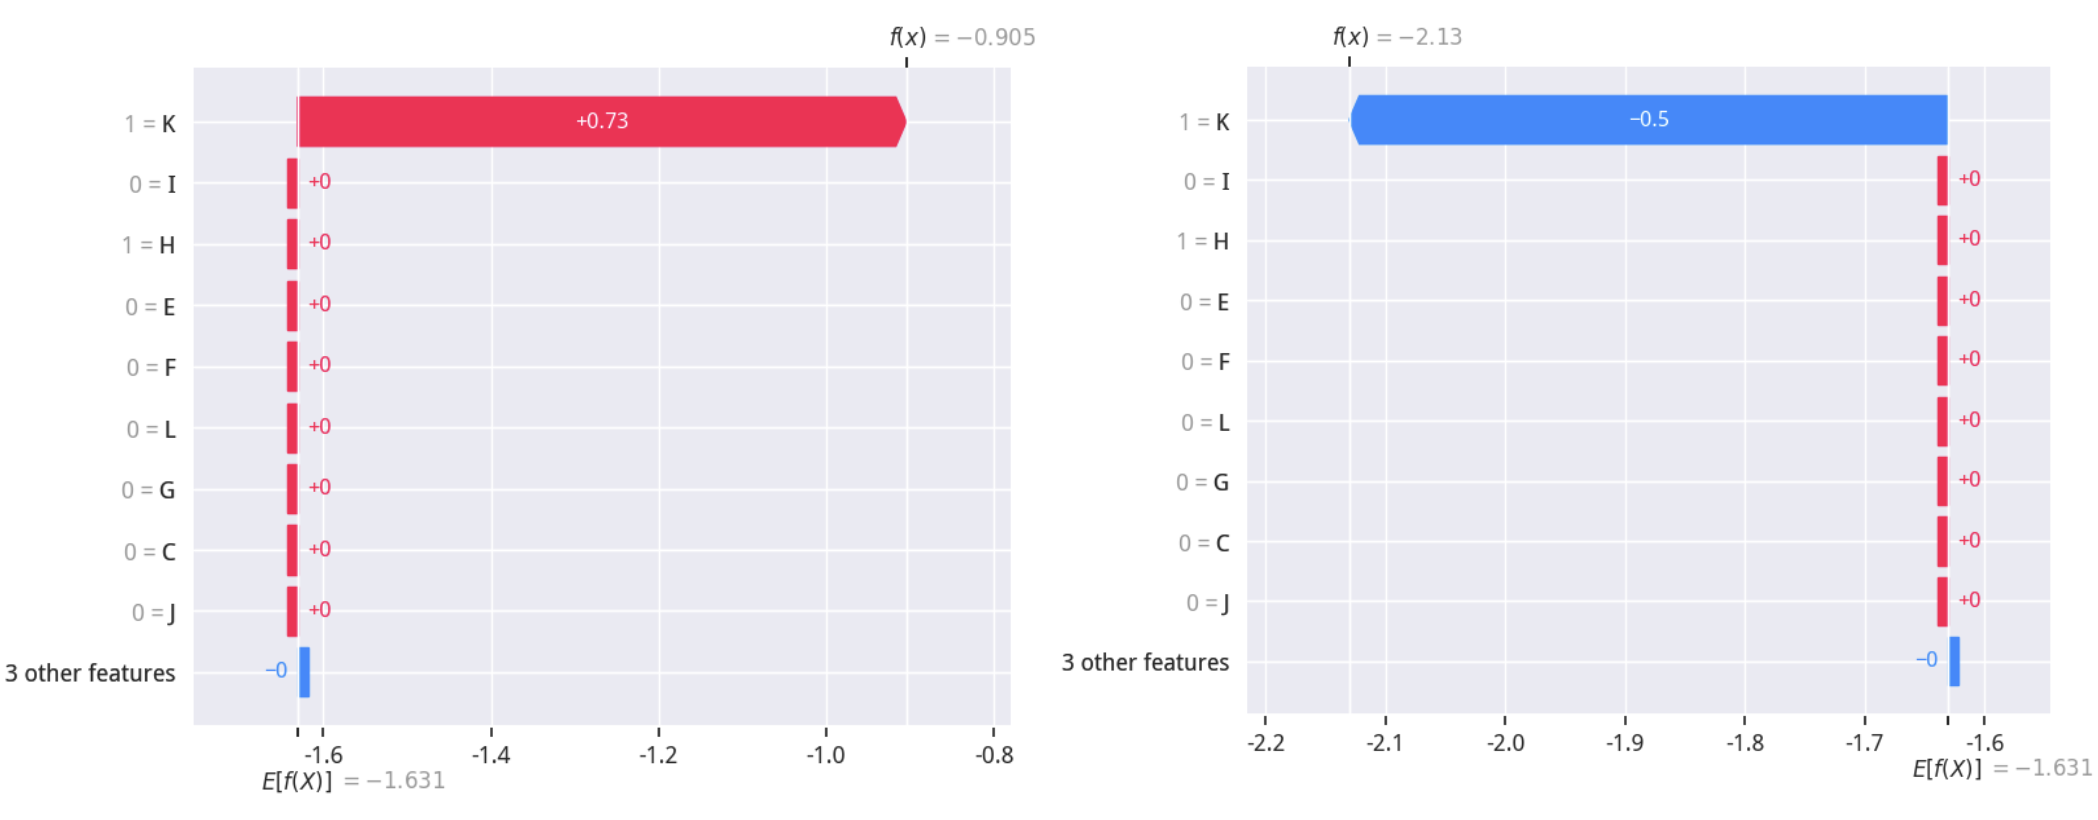 f(x) = −0.905
1 = K
+0.73
0 = I
+0
1 = H
+0
0 = E
+0
0 = F
+0
0 = L
+0
0 = G
+0
0 = C
+0
0 = J
+0
3 other features
−0
-1.6 -1.4 -1.2 -1.0 -0.8
E[f(X)] = −1.631
f(x) = −2.13
1 = K
−0.5
0 = I
+0
1 = H
+0
0 = E
+0
0 = F
+0
0 = L
+0
0 = G
+0
0 = C
+0
0 = J
+0
3 other features
−0
-2.2 -2.1 -2.0 -1.9 -1.8 -1.7 -1.6
E[f(X)] = −1.631